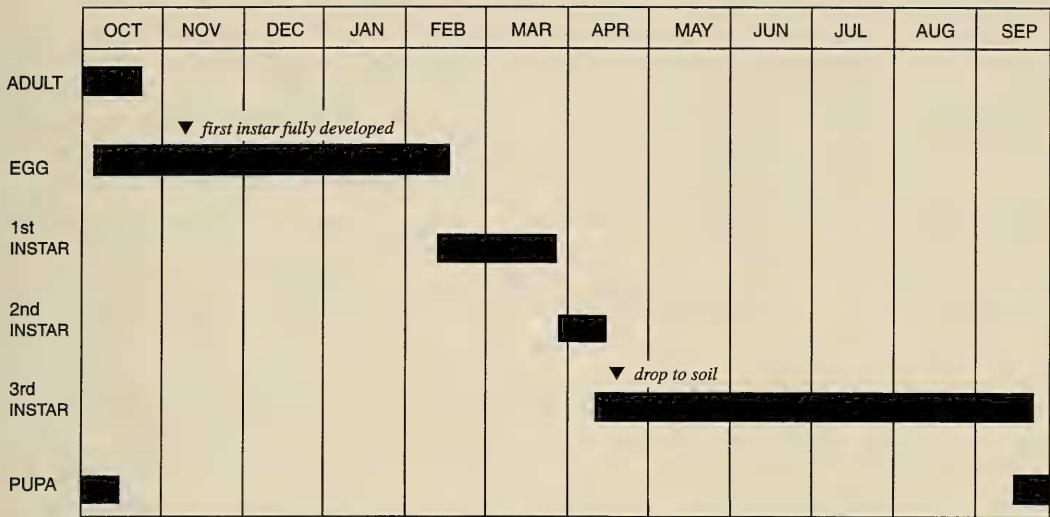 OCT NOV DEC JAN FEB MAR APR MAY JUN JUL AUG SEP
ADULT
▼ first instar fully developed
EGG
1st
INSTAR
2nd
INSTAR
▼ drop to soil
3rd
INSTAR
PUPA